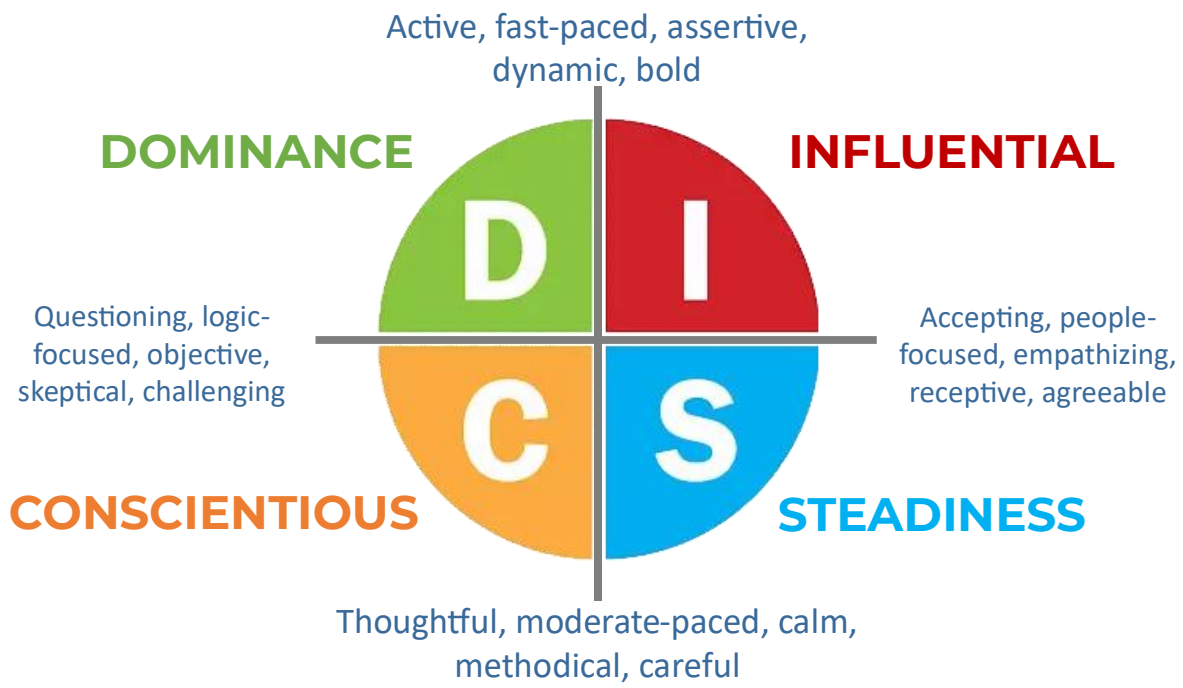 Active, fast-paced, assertive,
dynamic, bold
DOMINANCE
INFLUENTIAL
D
I
Questioning, logic-
focused, objective,
skeptical, challenging
Accepting, people-
focused, empathizing,
receptive, agreeable
C
S
CONSCIENTIOUS
STEADINESS
Thoughtful, moderate-paced, calm,
methodical, careful